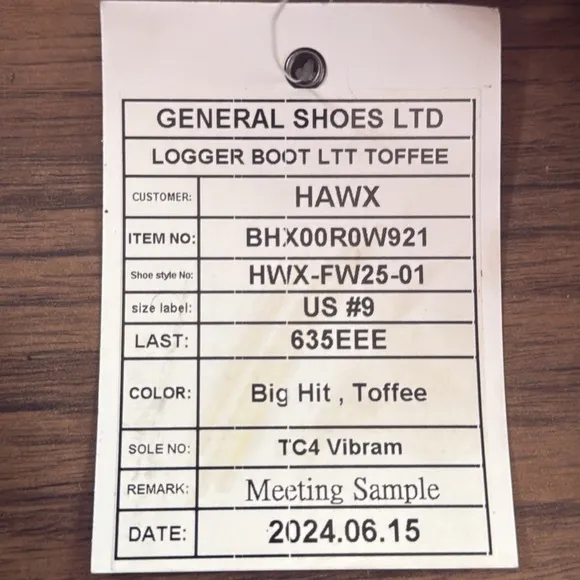 GENERAL SHOES LTD
LOGGER BOOT LTT TOFFEE
CUSTOMER: HAWX
ITEM NO: BHX00R0W921
Shoe style No: HWX-FW25-01
size label: US #9
LAST: 635EEE
COLOR: Big Hit , Toffee
SOLE NO: TC4 Vibram
REMARK: Meeting Sample
DATE: 2024.06.15